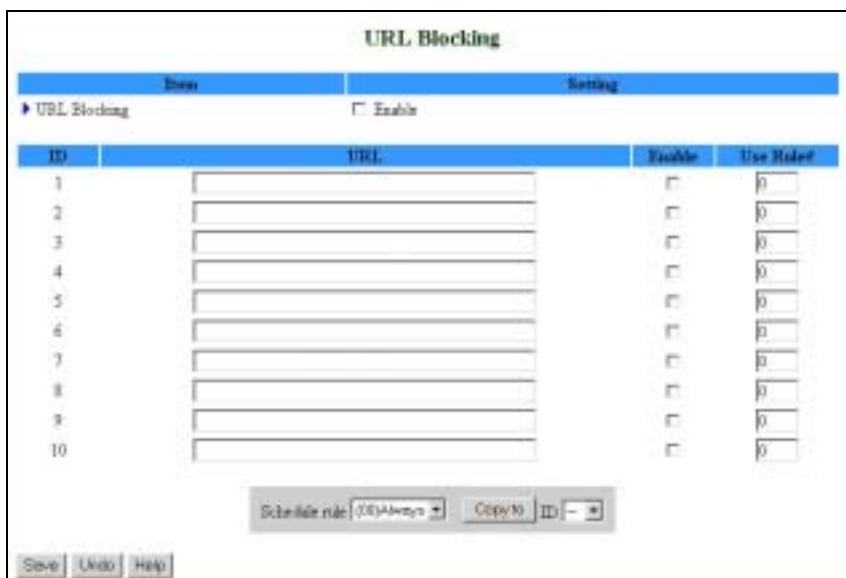 URL Blocking
Item Setting
URL Blocking Enable
ID URL Enable Use Rule#
1 0
2 0
3 0
4 0
5 0
6 0
7 0
8 0
9 0
10 0
Schedule rule (00)Always Copy to ID --
Save Undo Help